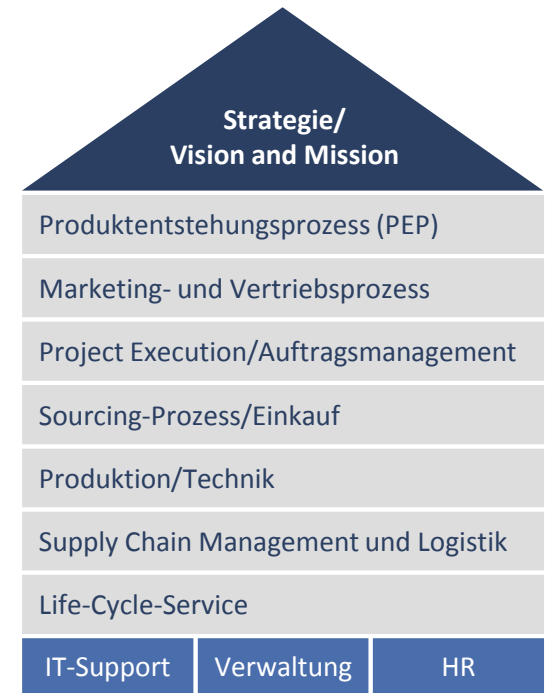 Strategie/
Vision and Mission
Produktentstehungsprozess (PEP)
Marketing- und Vertriebsprozess
Project Execution/Auftragsmanagement
Sourcing-Prozess/Einkauf
Produktion/Technik
Supply Chain Management und Logistik
Life-Cycle-Service
IT-Support Verwaltung HR